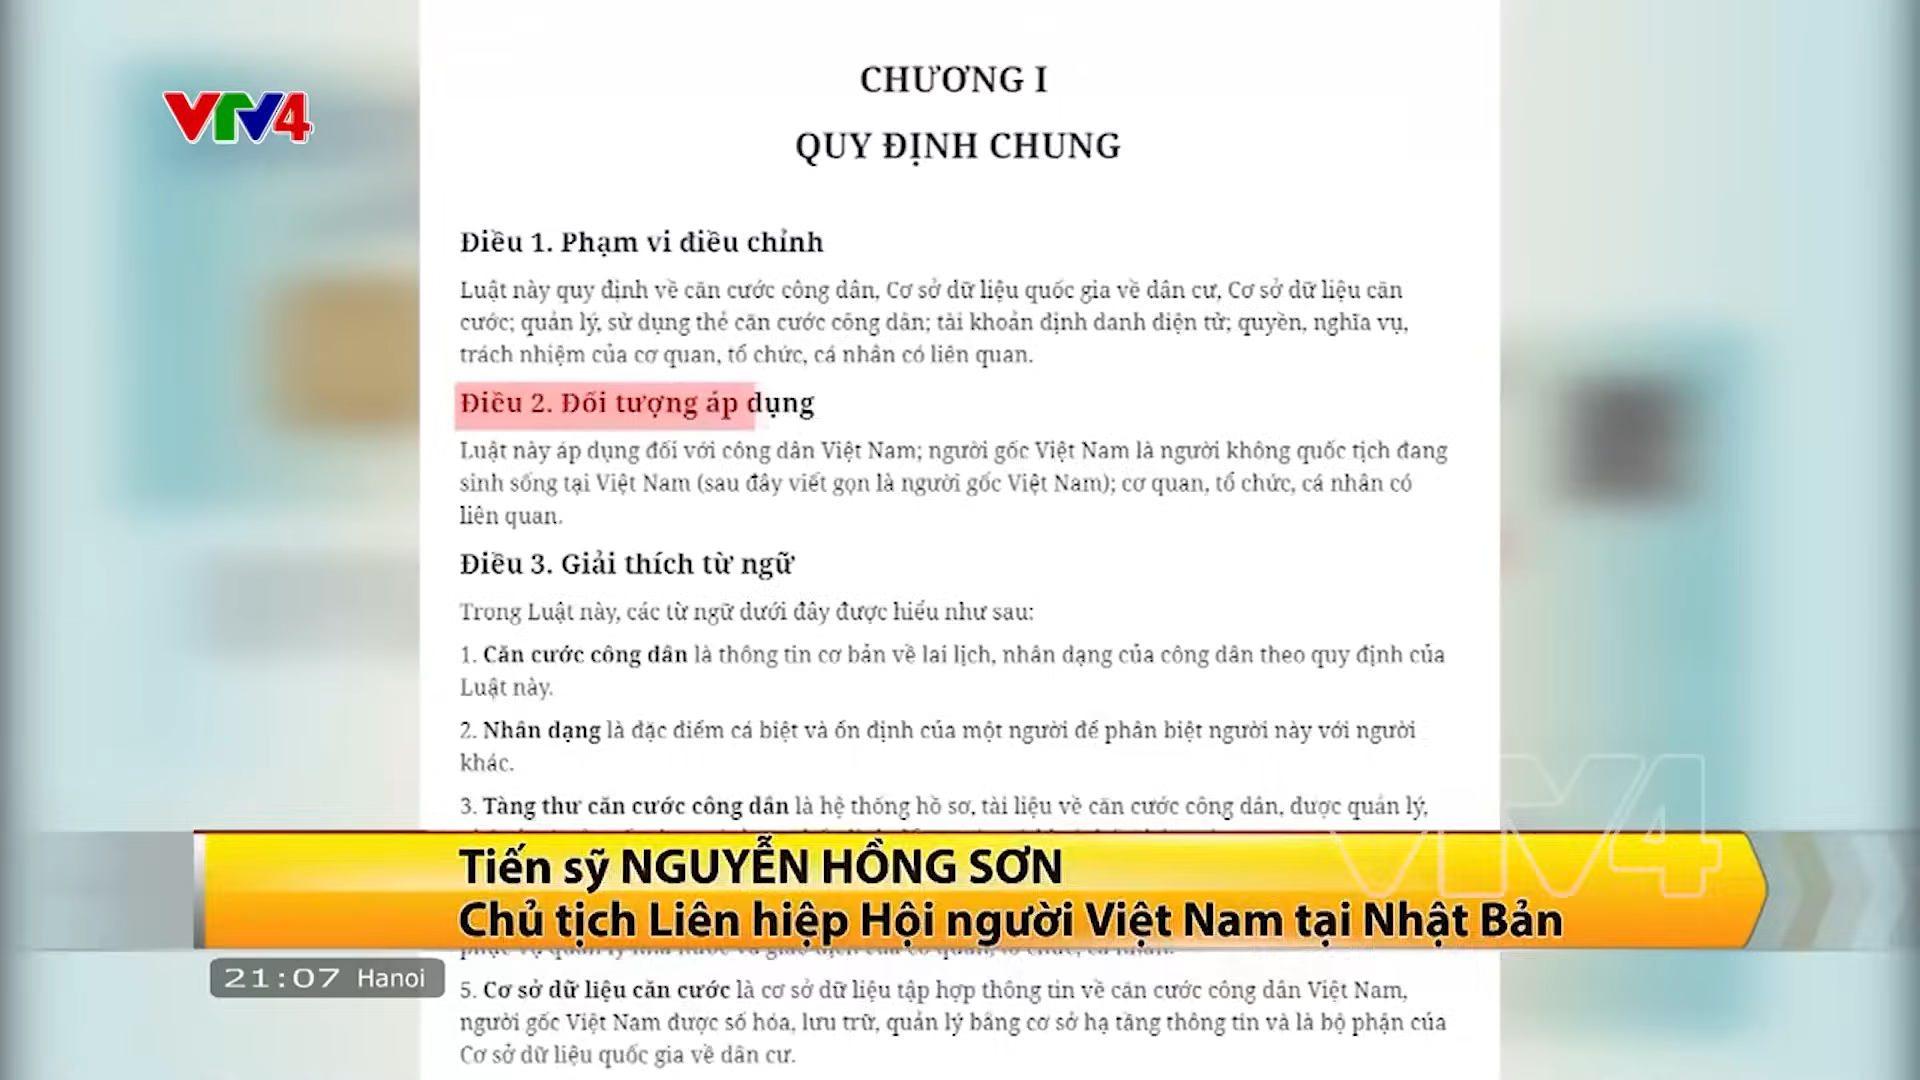 VTV4
CHƯƠNG I
QUY ĐỊNH CHUNG
Điều 1. Phạm vi điều chỉnh
Luật này quy định về căn cước công dân, Cơ sở dữ liệu quốc gia về dân cư, Cơ sở dữ liệu căn
cước; quản lý, sử dụng thẻ căn cước công dân; tài khoản định danh điện tử; quyền, nghĩa vụ,
trách nhiệm của cơ quan, tổ chức, cá nhân có liên quan.
Điều 2. Đối tượng áp dụng
Luật này áp dụng đối với công dân Việt Nam; người gốc Việt Nam là người không quốc tịch đang
sinh sống tại Việt Nam (sau đây viết gọn là người gốc Việt Nam); cơ quan, tổ chức, cá nhân có
liên quan.
Điều 3. Giải thích từ ngữ
Trong Luật này, các từ ngữ dưới đây được hiểu như sau:
1. Căn cước công dân là thông tin cơ bản về lai lịch, nhân dạng của công dân theo quy định của
Luật này.
2. Nhân dạng là đặc điểm cá biệt và ổn định của một người để phân biệt người này với người
khác.
3. Tàng thư căn cước công dân là hệ thống hồ sơ, tài liệu về căn cước công dân, được quản lý,
VTV4
Tiến sỹ NGUYỄN HỒNG SƠN
Chủ tịch Liên hiệp Hội người Việt Nam tại Nhật Bản
21:07 Hanoi
5. Cơ sở dữ liệu căn cước là cơ sở dữ liệu tập hợp thông tin về căn cước công dân Việt Nam,
người gốc Việt Nam được số hóa, lưu trữ, quản lý bằng cơ sở hạ tầng thông tin và là bộ phận của
Cơ sở dữ liệu quốc gia về dân cư.